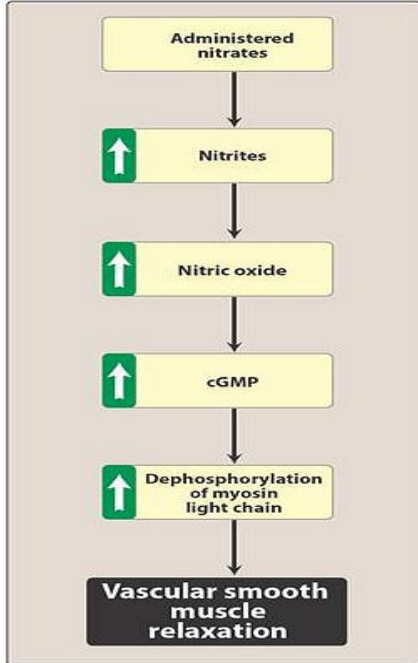 Administered
nitrates
Nitrites
Nitric oxide
cGMP
Dephosphorylation
of myosin
light chain
Vascular smooth
muscle
relaxation